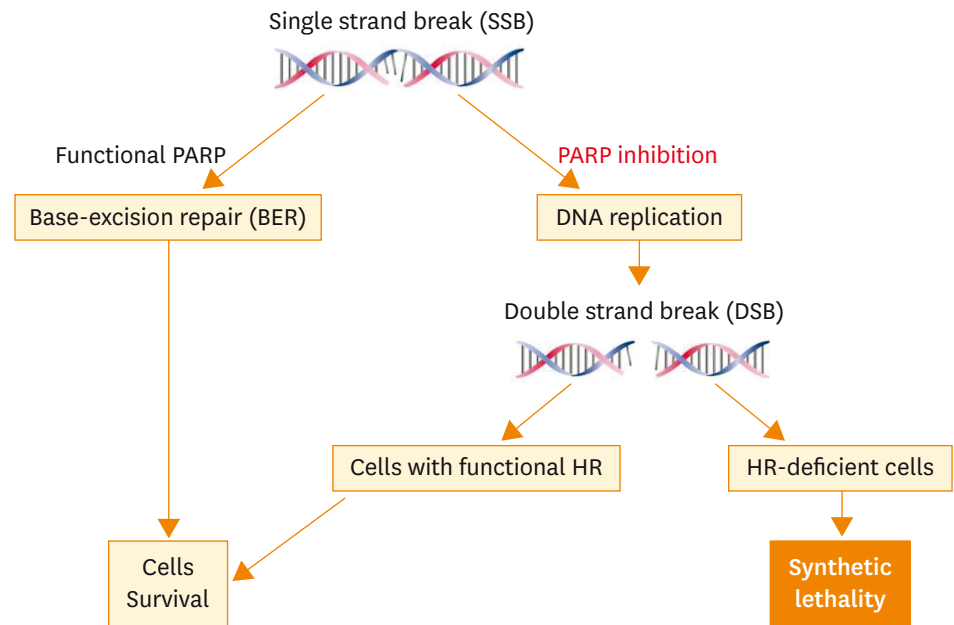 Single strand break (SSB)
Functional PARP
PARP inhibition
Base-excision repair (BER)
DNA replication
Double strand break (DSB)
Cells with functional HR
HR-deficient cells
Cells
Survival
Synthetic
lethality